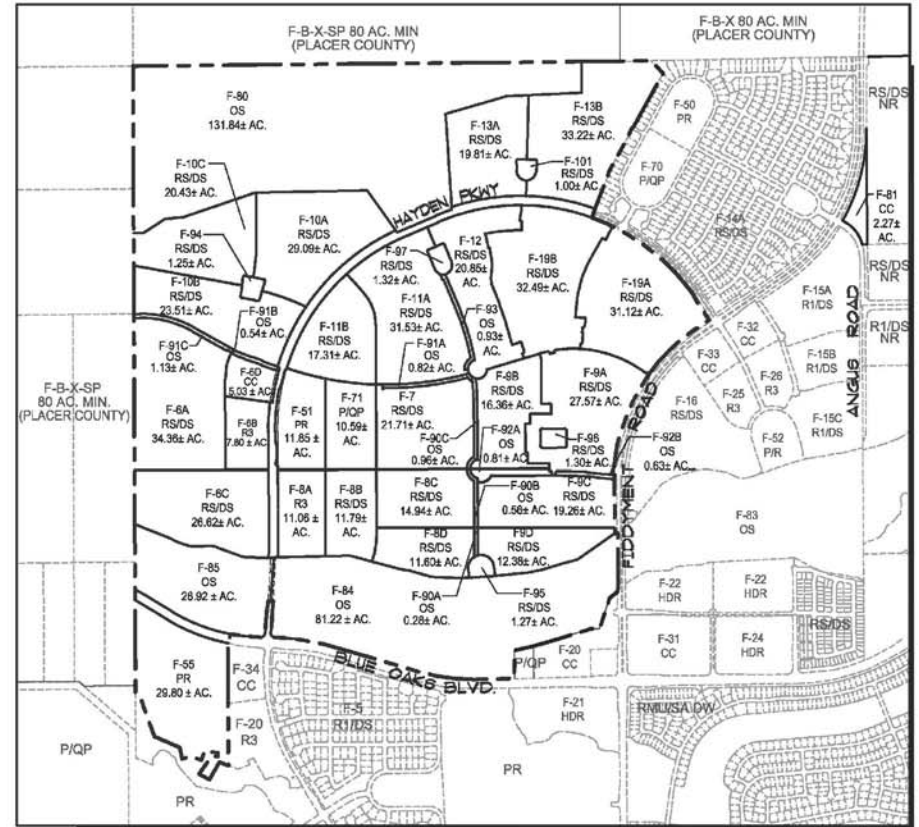 F-B-X-SP 80 AC. MIN
(PLACER COUNTY)
F-B-X 80 AC. MIN
(PLACER COUNTY)
F-80
OS
131.84± AC.
F-13A
RS/DS
19.81± AC.
F-13B
RS/DS
33.22± AC.
F-101
RS/DS
1.00± AC.
F-50
PR
F-70
P/QP
F-14A
RS/DS
RS/DS
NR
F-81
CC
2.27±
AC.
RS/DS
NR
R1/DS
NR
F-10C
RS/DS
20.43± AC.
F-94
RS/DS
1.25± AC.
F-10A
RS/DS
29.09± AC.
HAYDEN PKWY
F-97
RS/DS
1.32± AC.
F-12
RS/DS
20.85±
AC.
F-19B
RS/DS
32.49± AC.
F-19A
RS/DS
31.12± AC.
F-10B
RS/DS
23.51± AC.
F-91B
OS
0.54± AC.
F-11B
RS/DS
17.31± AC.
F-11A
RS/DS
31.53± AC.
F-91A
OS
0.82± AC.
F-93
OS
0.93±
AC.
F-15A
R1/DS
ANGUS ROAD
F-32
CC
F-33
CC
F-15B
R1/DS
F-26
R3
F-25
R3
F-15C
R1/DS
F-16
RS/DS
F-52
P/R
F-91C
OS
1.13± AC.
F-6D
CC
5.03 ± AC.
F-B-X-SP
80 AC. MIN.
(PLACER COUNTY)
F-6A
RS/DS
34.36± AC.
F-6B
R3
7.80 ± AC.
F-51
PR
11.85 ±
AC.
F-71
P/QP
10.59±
AC.
F-7
RS/DS
21.71± AC.
F-90C
OS
0.96± AC.
F-9B
RS/DS
16.36± AC.
F-92A
OS
0.81± AC.
F-9A
RS/DS
27.57± AC.
F-96
RS/DS
1.30± AC.
F-92B
OS
0.63± AC.
FIDDYMENT ROAD
F-6C
RS/DS
26.62± AC.
F-8A
R3
11.06 ±
AC.
F-8B
RS/DS
11.79±
AC.
F-8C
RS/DS
14.94± AC.
F-90B
OS
0.56± AC.
F-9C
RS/DS
19.26± AC.
F-83
OS
F-8D
RS/DS
11.60± AC.
F9D
RS/DS
12.38± AC.
F-85
OS
26.92 ± AC.
F-84
OS
81.22 ± AC.
F-90A
OS
0.28± AC.
F-95
RS/DS
1.27± AC.
F-22
HDR
F-22
HDR
RS/DS
F-31
CC
F-24
HDR
BLUE OAKS BLVD.
P/QP
F-20
CC
F-55
PR
29.80 ± AC.
F-34
CC
F-20
R3
F-5
R1/DS
F-21
HDR
RMU/SA DW
P/QP
PR
PR